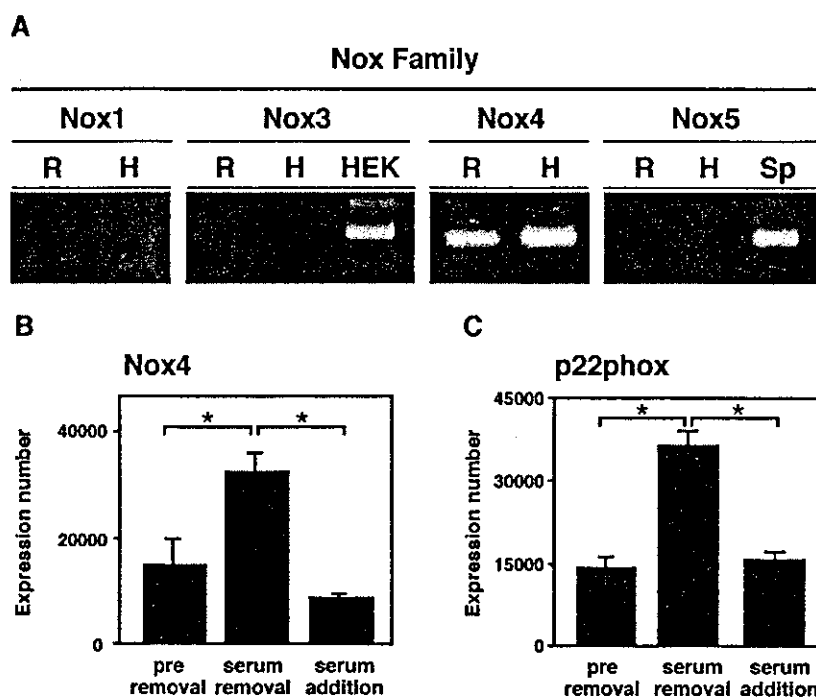 A
Nox Family
Nox1 Nox3 Nox4 Nox5
R H R H HEK R H R H Sp
B
Nox4
Expression number
40000
20000
0
* *
pre removal serum removal serum addition
C
p22phox
Expression number
45000
30000
15000
0
* *
pre removal serum removal serum addition